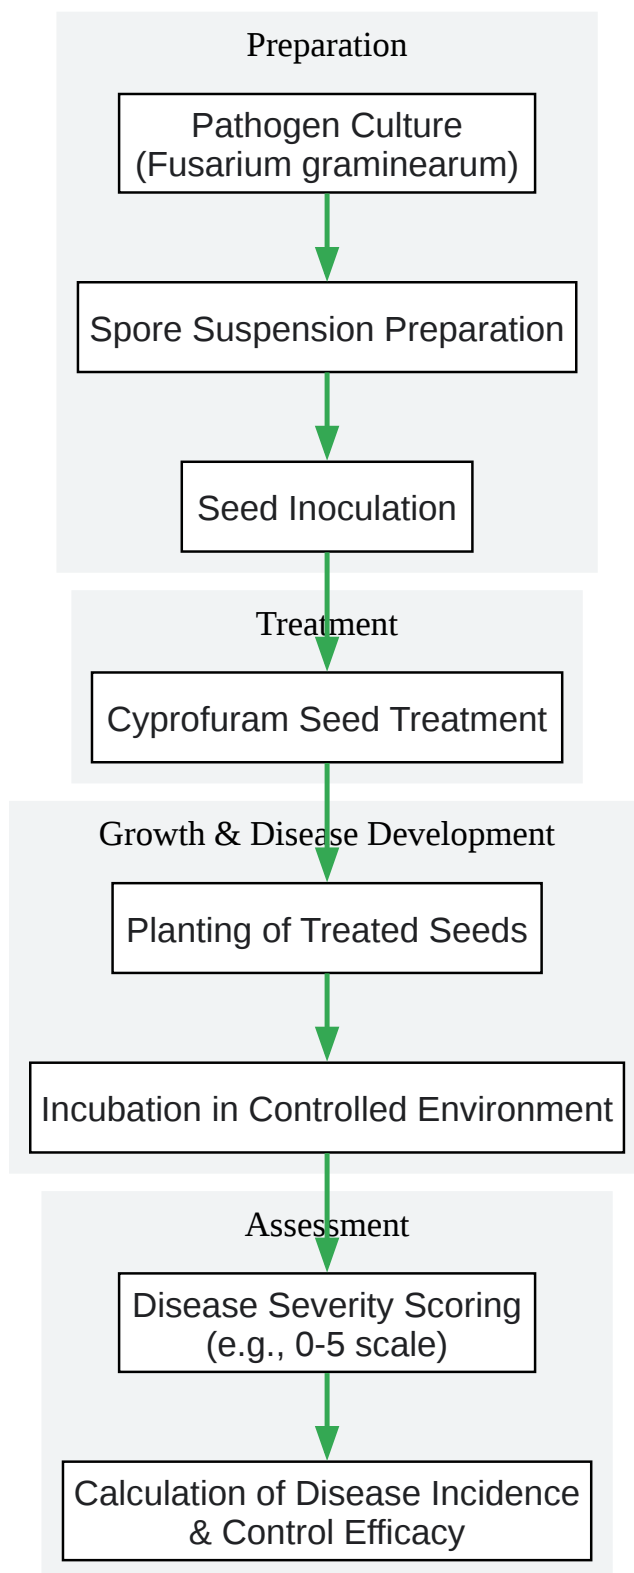 Preparation
Pathogen Culture
(Fusarium graminearum)
Spore Suspension Preparation
Seed Inoculation
Treatment
Cyprofuram Seed Treatment
Growth & Disease Development
Planting of Treated Seeds
Incubation in Controlled Environment
Assessment
Disease Severity Scoring
(e.g., 0-5 scale)
Calculation of Disease Incidence
& Control Efficacy